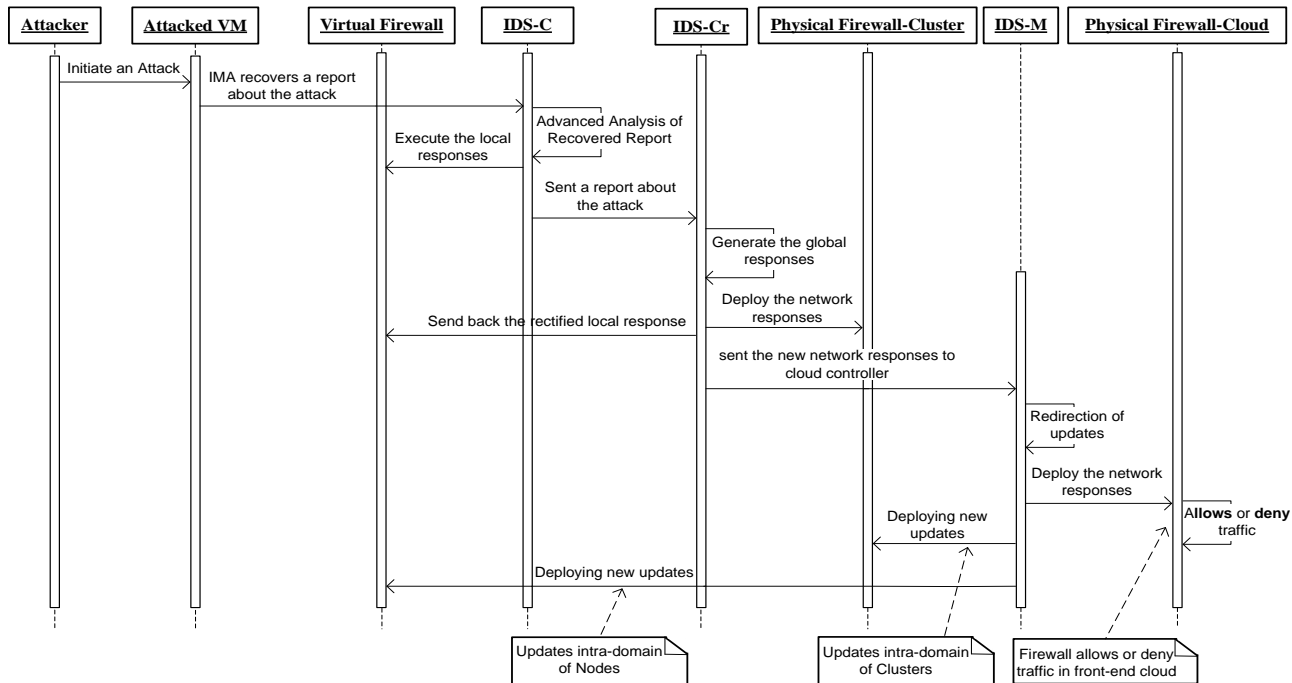 Attacker
Attacked VM
Virtual Firewall
IDS-C
IDS-Cr
Physical Firewall-Cluster
IDS-M
Physical Firewall-Cloud
Initiate an Attack
IMA recovers a report
about the attack
Advanced Analysis of
Recovered Report
Execute the local
responses
Sent a report about
the attack
Generate the global
responses
Deploy the network
responses
Send back the rectified local response
sent the new network responses to
cloud controller
Redirection of
updates
Deploy the network
responses
Allows or deny
traffic
Deploying new
updates
Deploying new updates
Updates intra-domain
of Nodes
Updates intra-domain
of Clusters
Firewall allows or deny
traffic in front-end cloud